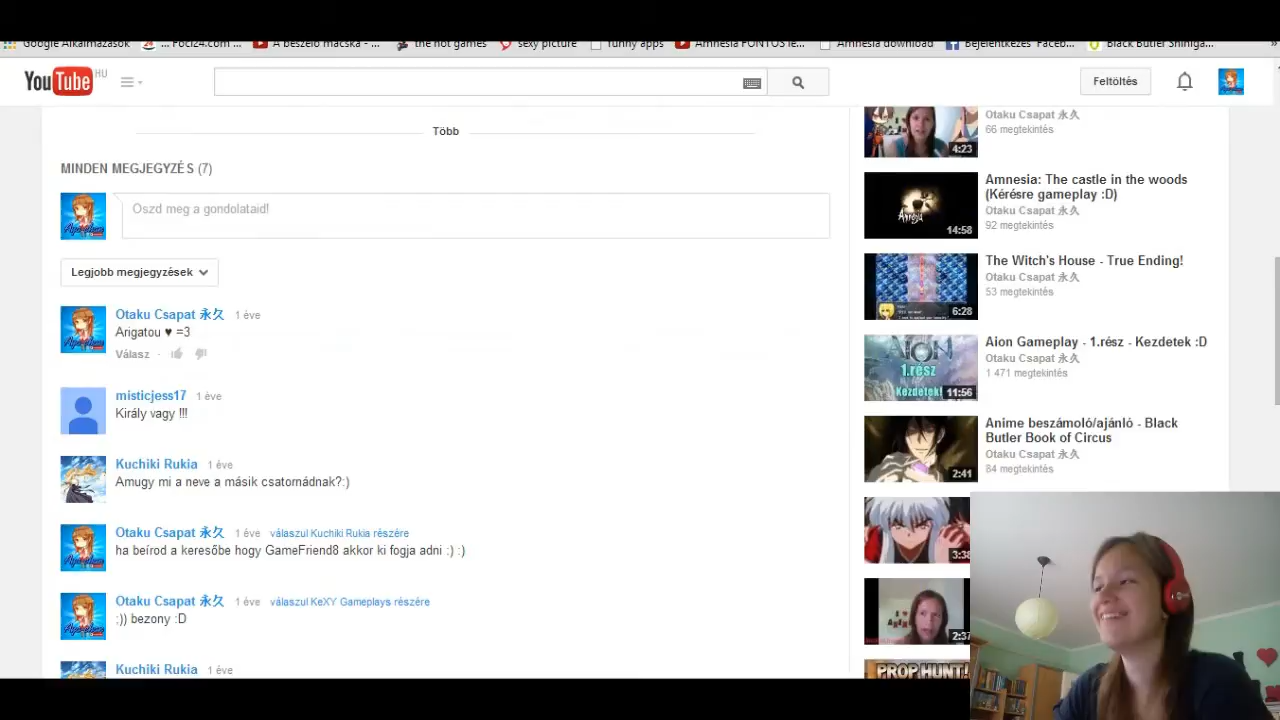 Google Alkalmazások
... Foci24.com ...
A beszélő macska - ...
the hot games
sexy picture
funny apps
Amnesia FONTOS le...
Amnesia download
Bejelentkezés Faceb...
Black Butler Shiniga...
YouTube HU
Feltöltés
Több
MINDEN MEGJEGYZÉS (7)
Oszd meg a gondolataid!
Legjobb megjegyzések
Otaku Csapat 永久 1 éve
Arigatou ♥ =3
Válasz ·
misticjess17 1 éve
Király vagy !!!
Kuchiki Rukia 1 éve
Amugy mi a neve a másik csatornádnak?:)
Otaku Csapat 永久 1 éve válaszul Kuchiki Rukia részére
ha beírod a keresőbe hogy GameFriend8 akkor ki fogja adni :) :)
Otaku Csapat 永久 1 éve válaszul KeXY Gameplays részére
;)) bezony :D
Kuchiki Rukia 1 éve
Otaku Csapat 永久
66 megtekintés
4:23
Amnesia: The castle in the woods
(Kérésre gameplay :D)
Otaku Csapat 永久
92 megtekintés
14:58
The Witch's House - True Ending!
Otaku Csapat 永久
53 megtekintés
6:28
Aion Gameplay - 1.rész - Kezdetek :D
Otaku Csapat 永久
1 471 megtekintés
AION
1.rész
Kezdetek!
11:56
Anime beszámoló/ajánló - Black
Butler Book of Circus
Otaku Csapat 永久
84 megtekintés
2:41
3:38
I ♥
2:37
PROP HUNT!